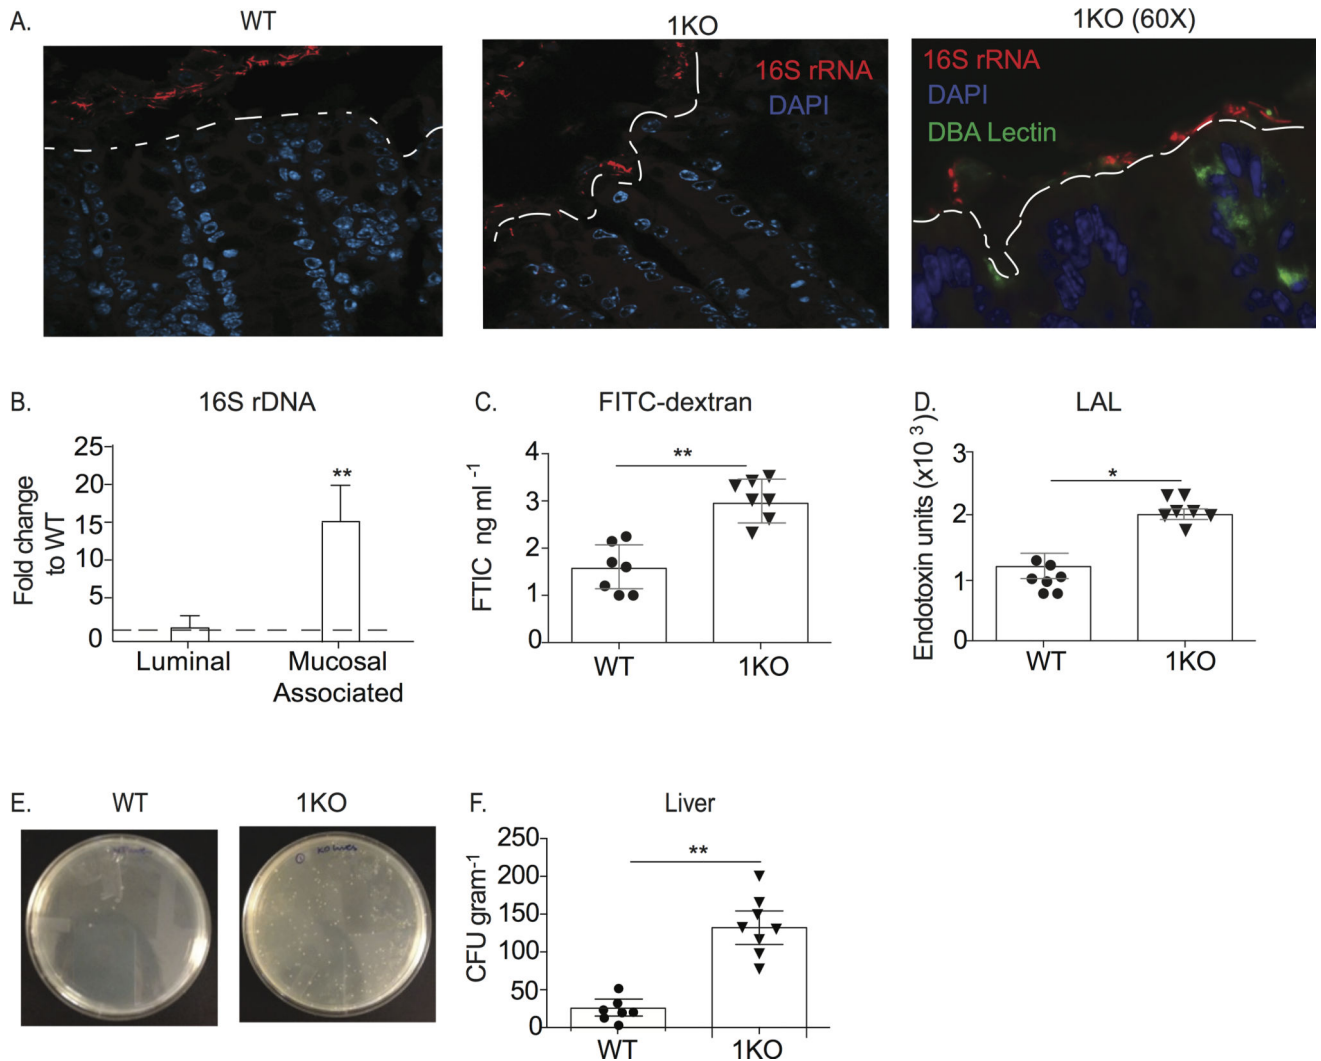 A.
WT
1KO
1KO (60X)
16S rRNA
DAPI
16S rRNA
DAPI
DBA Lectin
B.
16S rDNA
Fold change
to WT
25
20
15
10
5
0
**
Luminal
Mucosal
Associated
C.
FITC-dextran
FTIC ng ml -1
4
3
2
1
0
**
WT
1KO
D.
LAL
Endotoxin units (x10 3)
3
2
1
0
*
WT
1KO
E.
WT
1KO
F.
Liver
CFU gram-1
250
200
150
100
50
0
**
WT
1KO